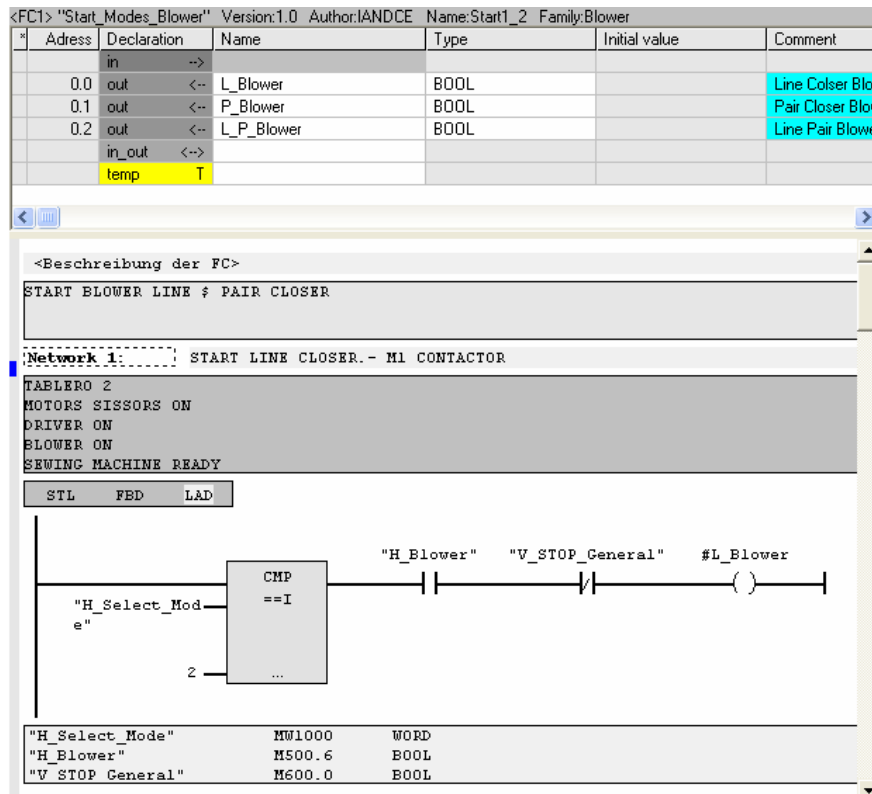 <FC1> "Start_Modes_Blower" Version:1.0 Author:IANDCE Name:Start1_2 Family:Blower
* Adress Declaration Name Type Initial value Comment
in -->
0.0 out <-- L_Blower BOOL Line Colser Blo
0.1 out <-- P_Blower BOOL Pair Closer Blo
0.2 out <-- L_P_Blower BOOL Line Pair Blowe
in_out <-->
temp T
<Beschreibung der FC>
START BLOWER LINE $ PAIR CLOSER
Network 1: START LINE CLOSER.- M1 CONTACTOR
TABLERO 2
MOTORS SISSORS ON
DRIVER ON
BLOWER ON
SEWING MACHINE READY
STL FBD LAD
"H_Blower" "V_STOP_General" #L_Blower
CMP
==I
"H_Select_Mod
e"
2 ...
"H_Select_Mode" MW1000 WORD
"H_Blower" M500.6 BOOL
"V_STOP_General" M600.0 BOOL